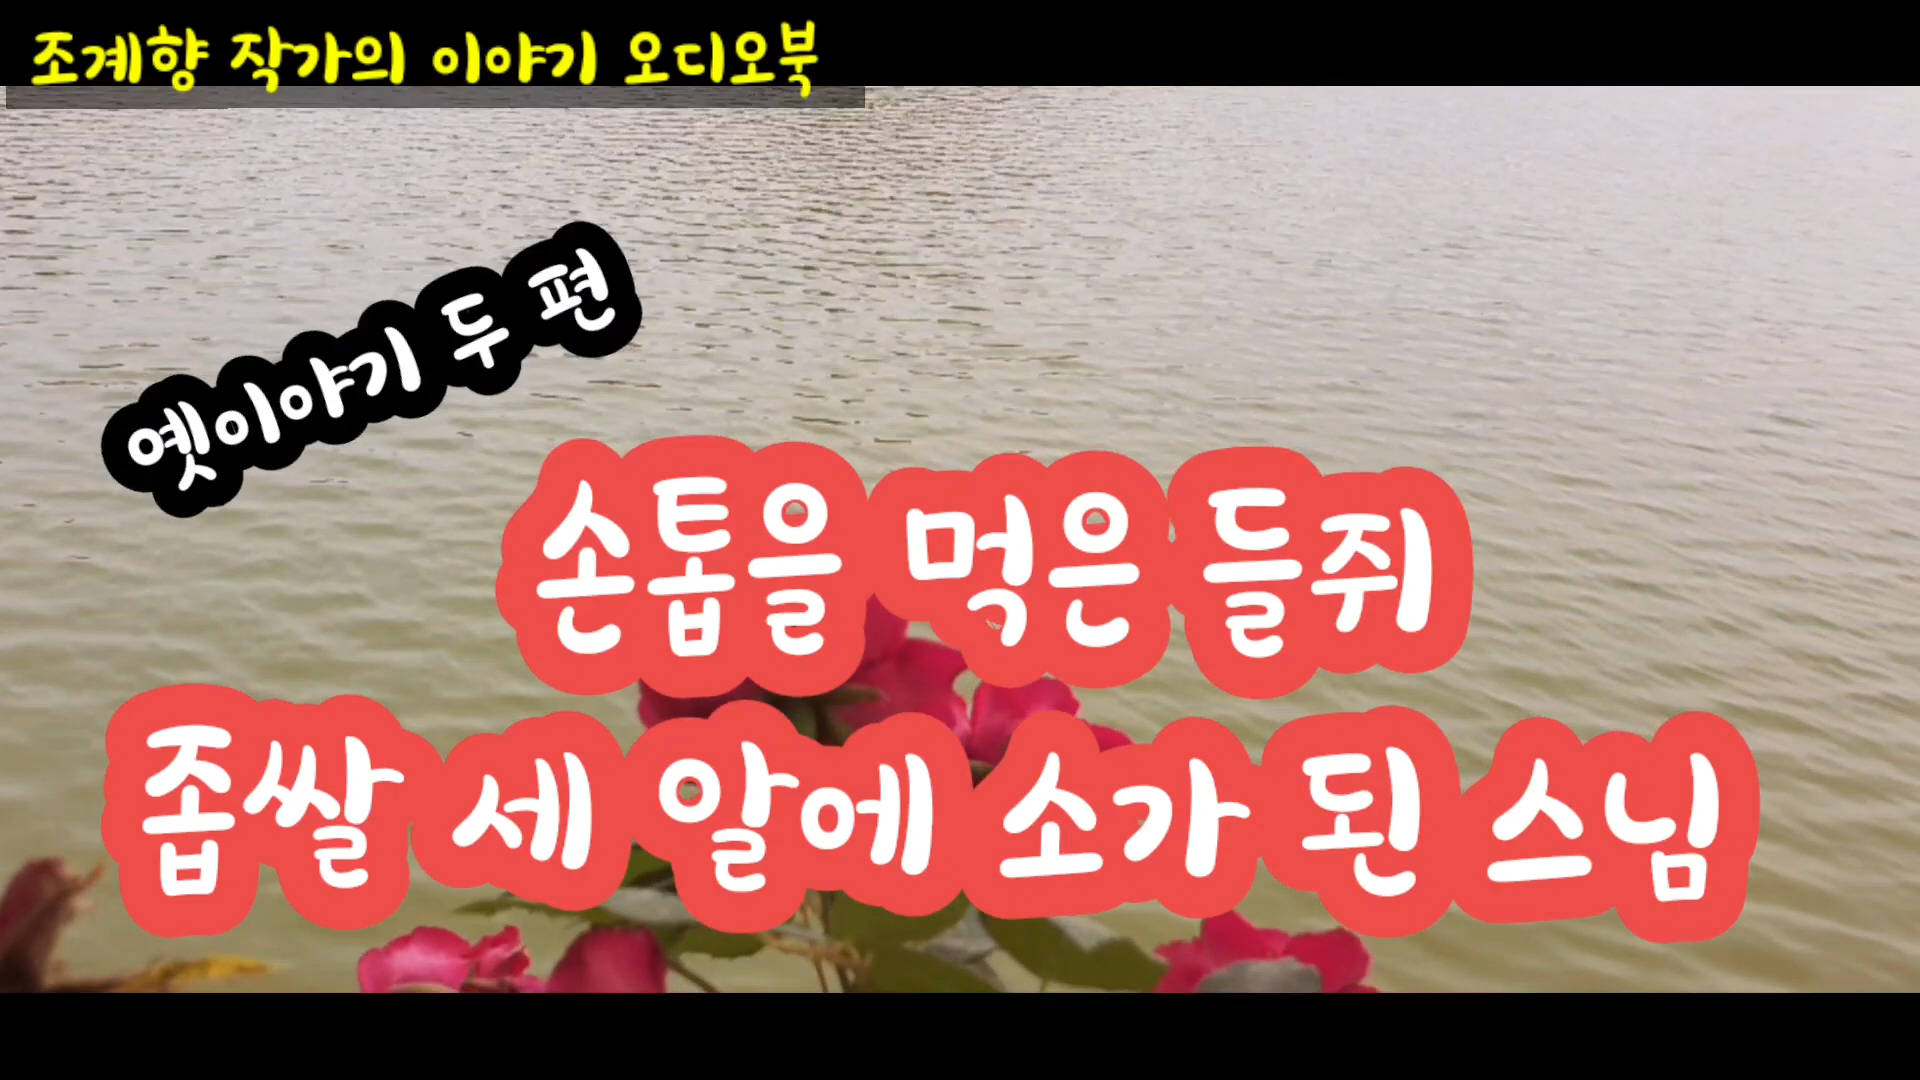 조계향 작가의 이야기 오디오북
옛이야기 두 편
손톱을 먹은 들쥐
좁쌀 세 알에 소가 된 스님